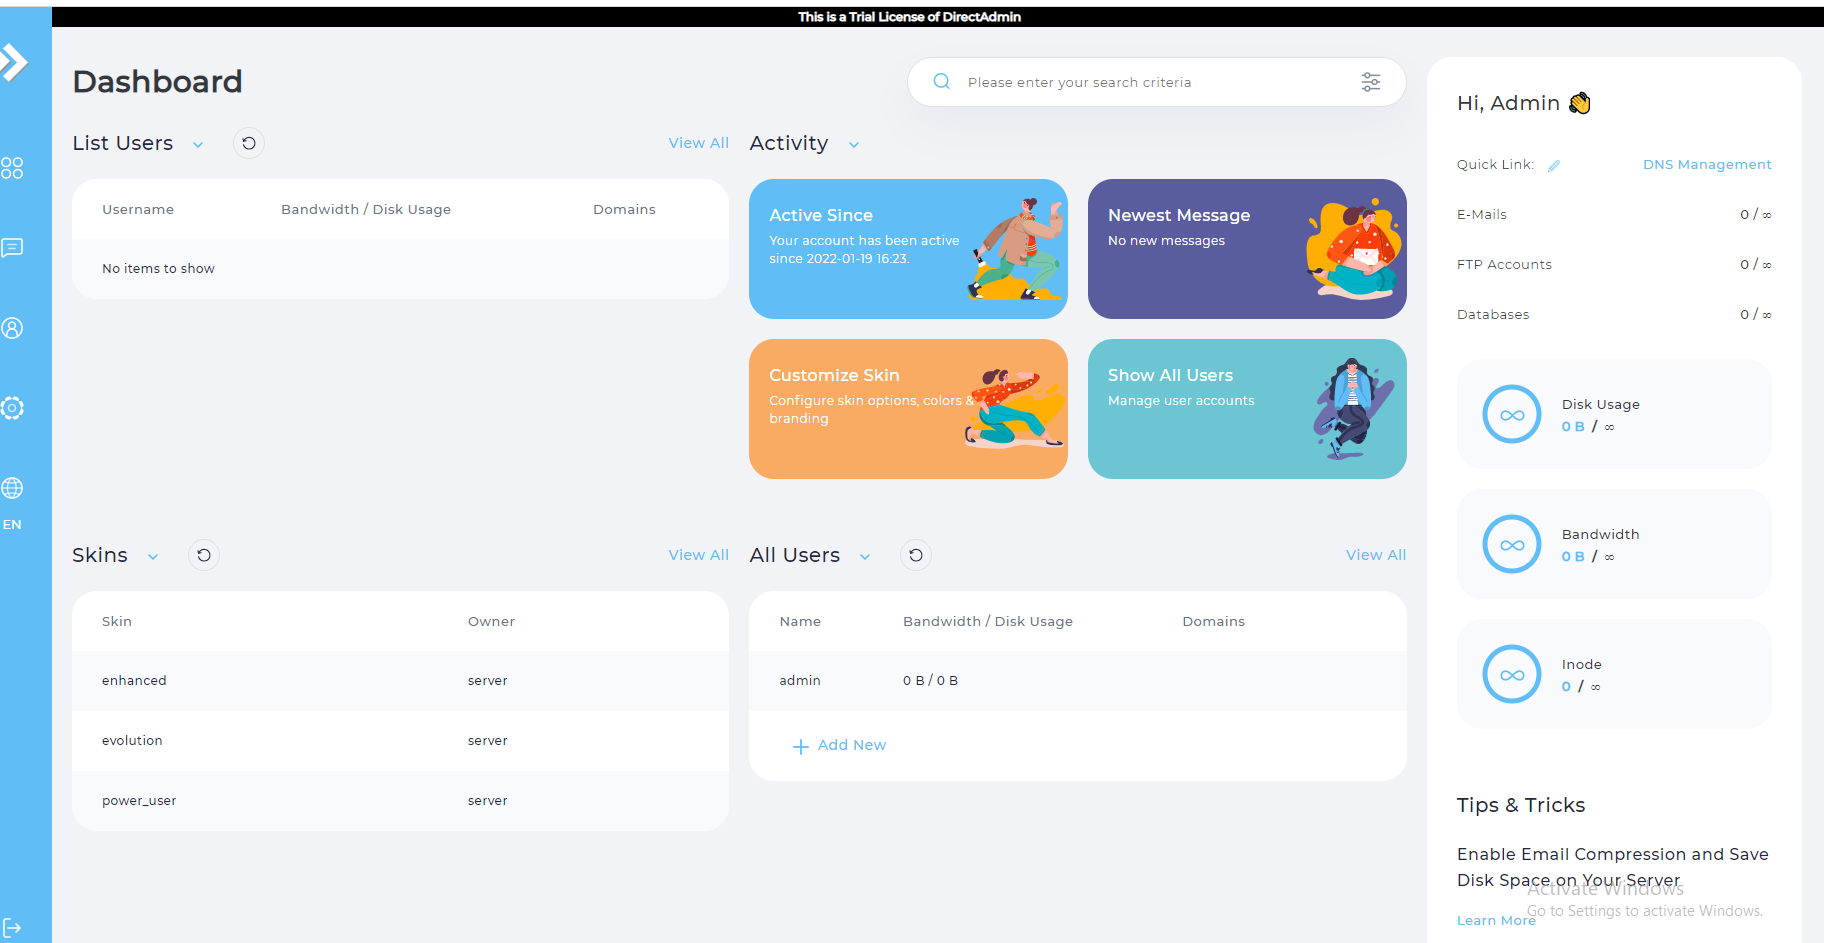 This is a Trial License of DirectAdmin
Dashboard
Please enter your search criteria
List Users
View All
Username Bandwidth / Disk Usage Domains
No items to show
Activity
Active Since
Your account has been active
since 2022-01-19 16:23.
Newest Message
No new messages
Customize Skin
Configure skin options, colors &
branding
Show All Users
Manage user accounts
EN
Skins
View All
Skin Owner
enhanced server
evolution server
power_user server
All Users
View All
Name Bandwidth / Disk Usage Domains
admin 0 B / 0 B
Add New
Hi, Admin 👋
Quick Link: DNS Management
E-Mails 0 / ∞
FTP Accounts 0 / ∞
Databases 0 / ∞
∞
Disk Usage
0 B / ∞
∞
Bandwidth
0 B / ∞
∞
Inode
0 / ∞
Tips & Tricks
Enable Email Compression and Save
Disk Space on Your Server
Learn More
Activate Windows
Go to Settings to activate Windows.